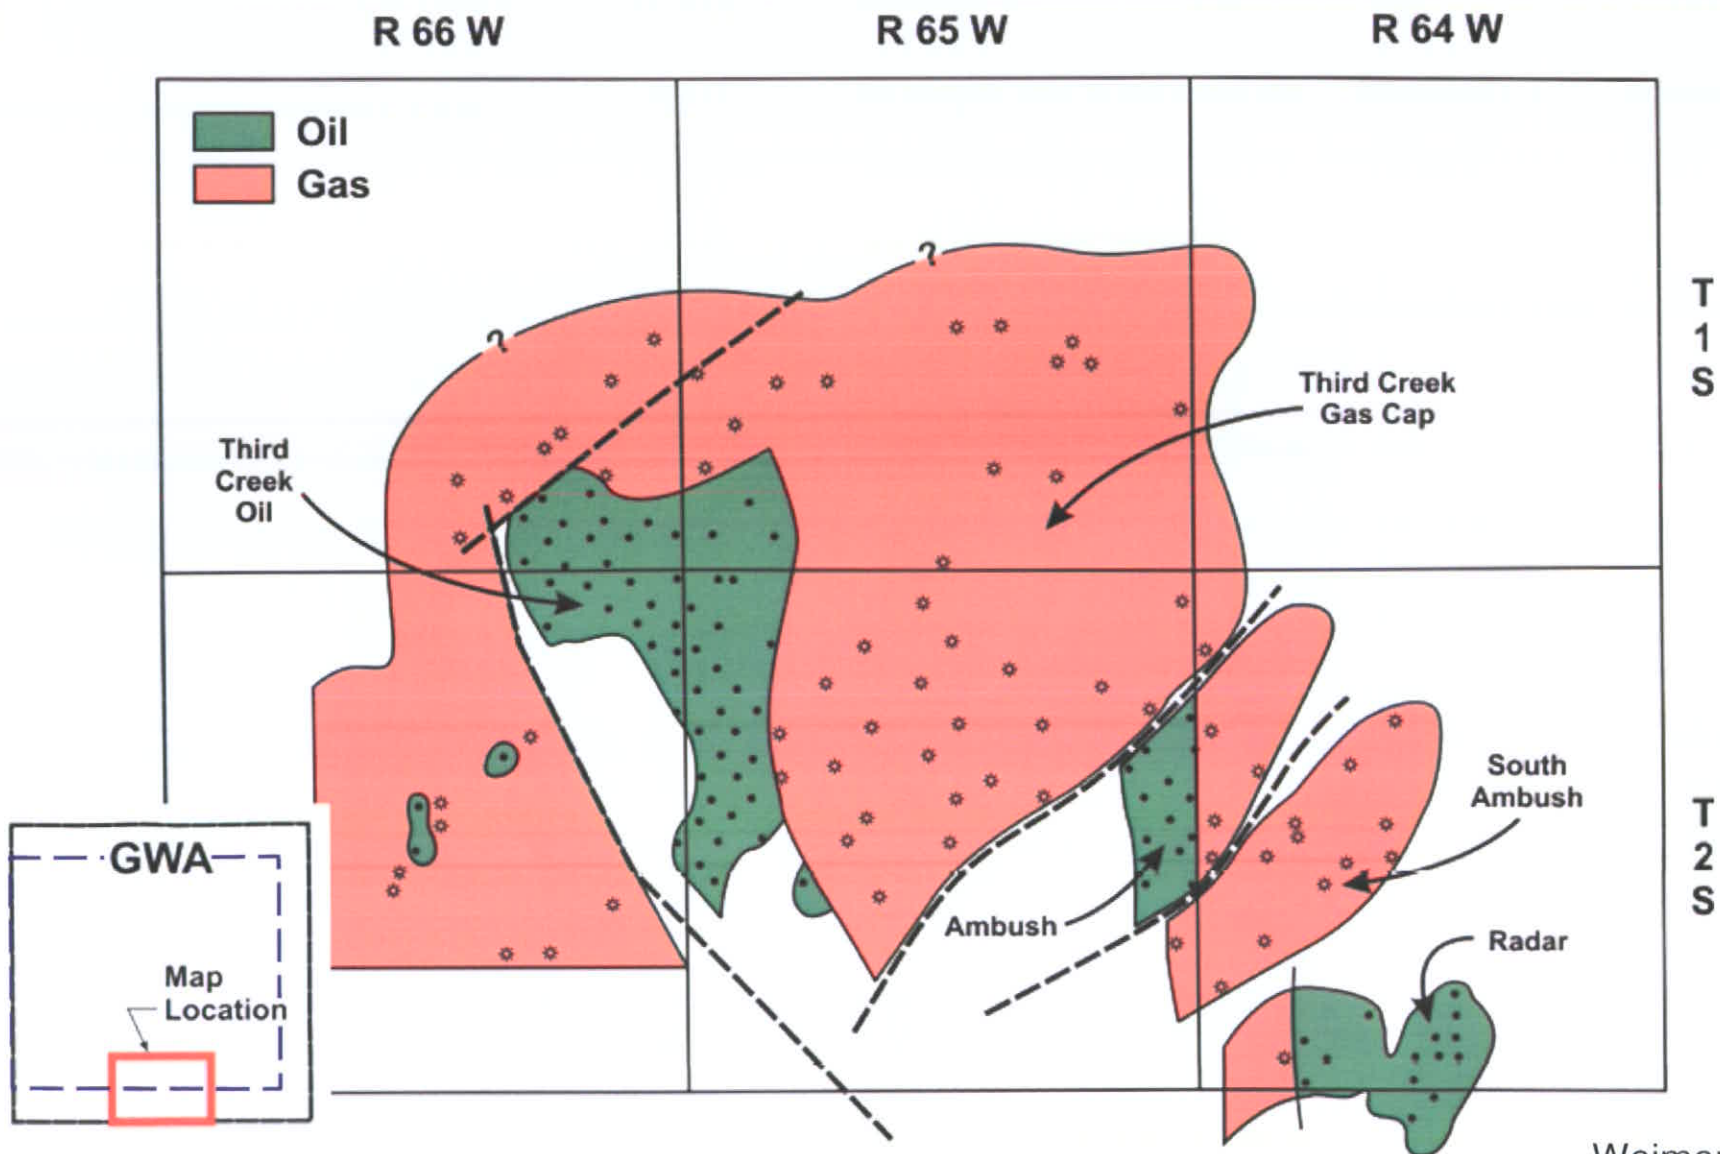 R 66 W
R 65 W
R 64 W
Oil
Gas
?
?
T
1
S
Third Creek
Gas Cap
Third
Creek
Oil
South
Ambush
T
2
S
GWA
Ambush
Radar
Map
Location